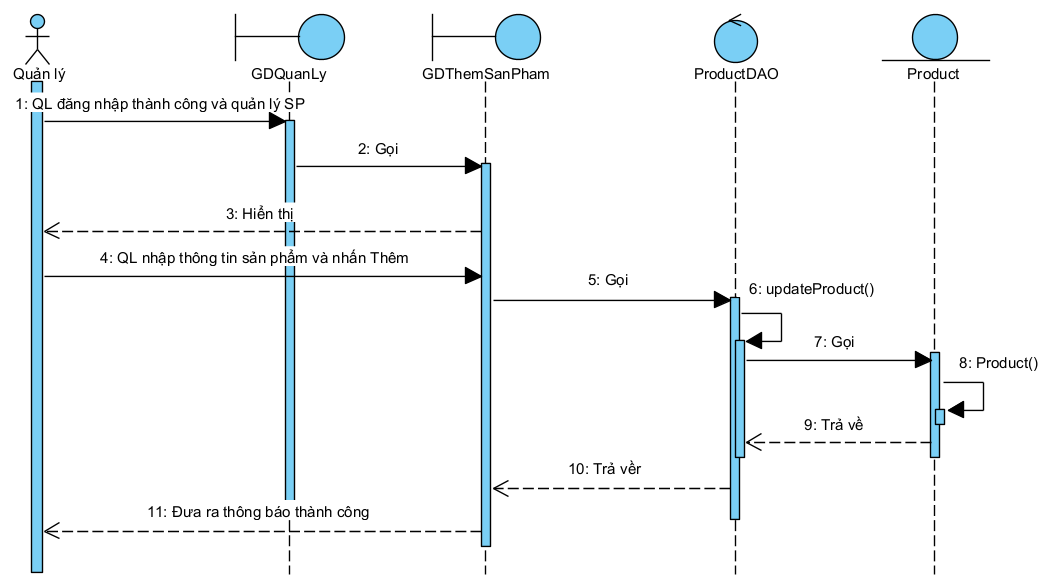 Quản lý
GDQuanLy
GDThemSanPham
ProductDAO
Product
1: QL đăng nhập thành công và quản lý SP
2: Gọi
3: Hiển thị
4: QL nhập thông tin sản phẩm và nhấn Thêm
5: Gọi
6: updateProduct()
7: Gọi
8: Product()
9: Trả về
10: Trả vềr
11: Đưa ra thông báo thành công